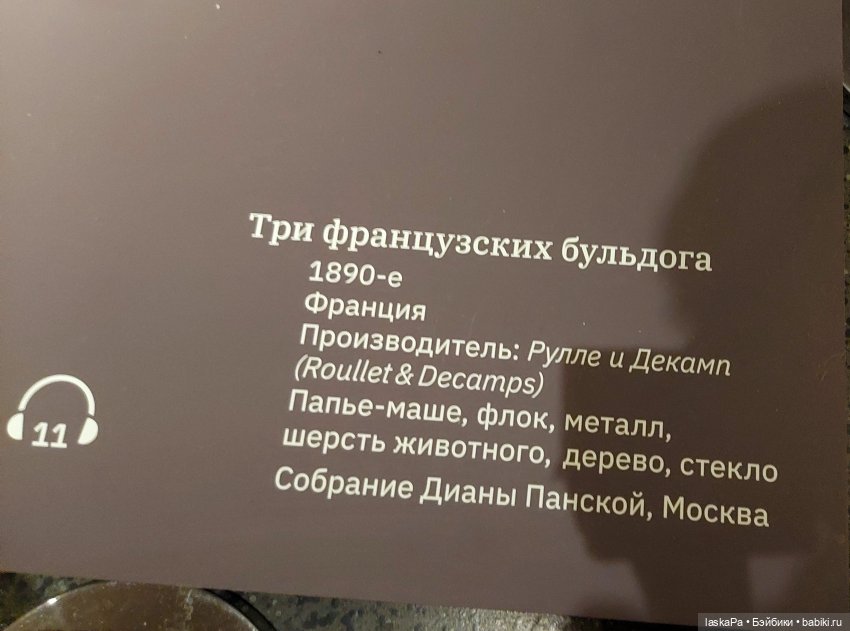 Три французских бульдога
1890-е
Франция
Производитель: Рулле и Декамп
(Roullet & Decamps)
Папье-маше, флок, металл,
шерсть животного, дерево, стекло
Собрание Дианы Панской, Москва
11
laskaPa • Бэйбики • babiki.ru